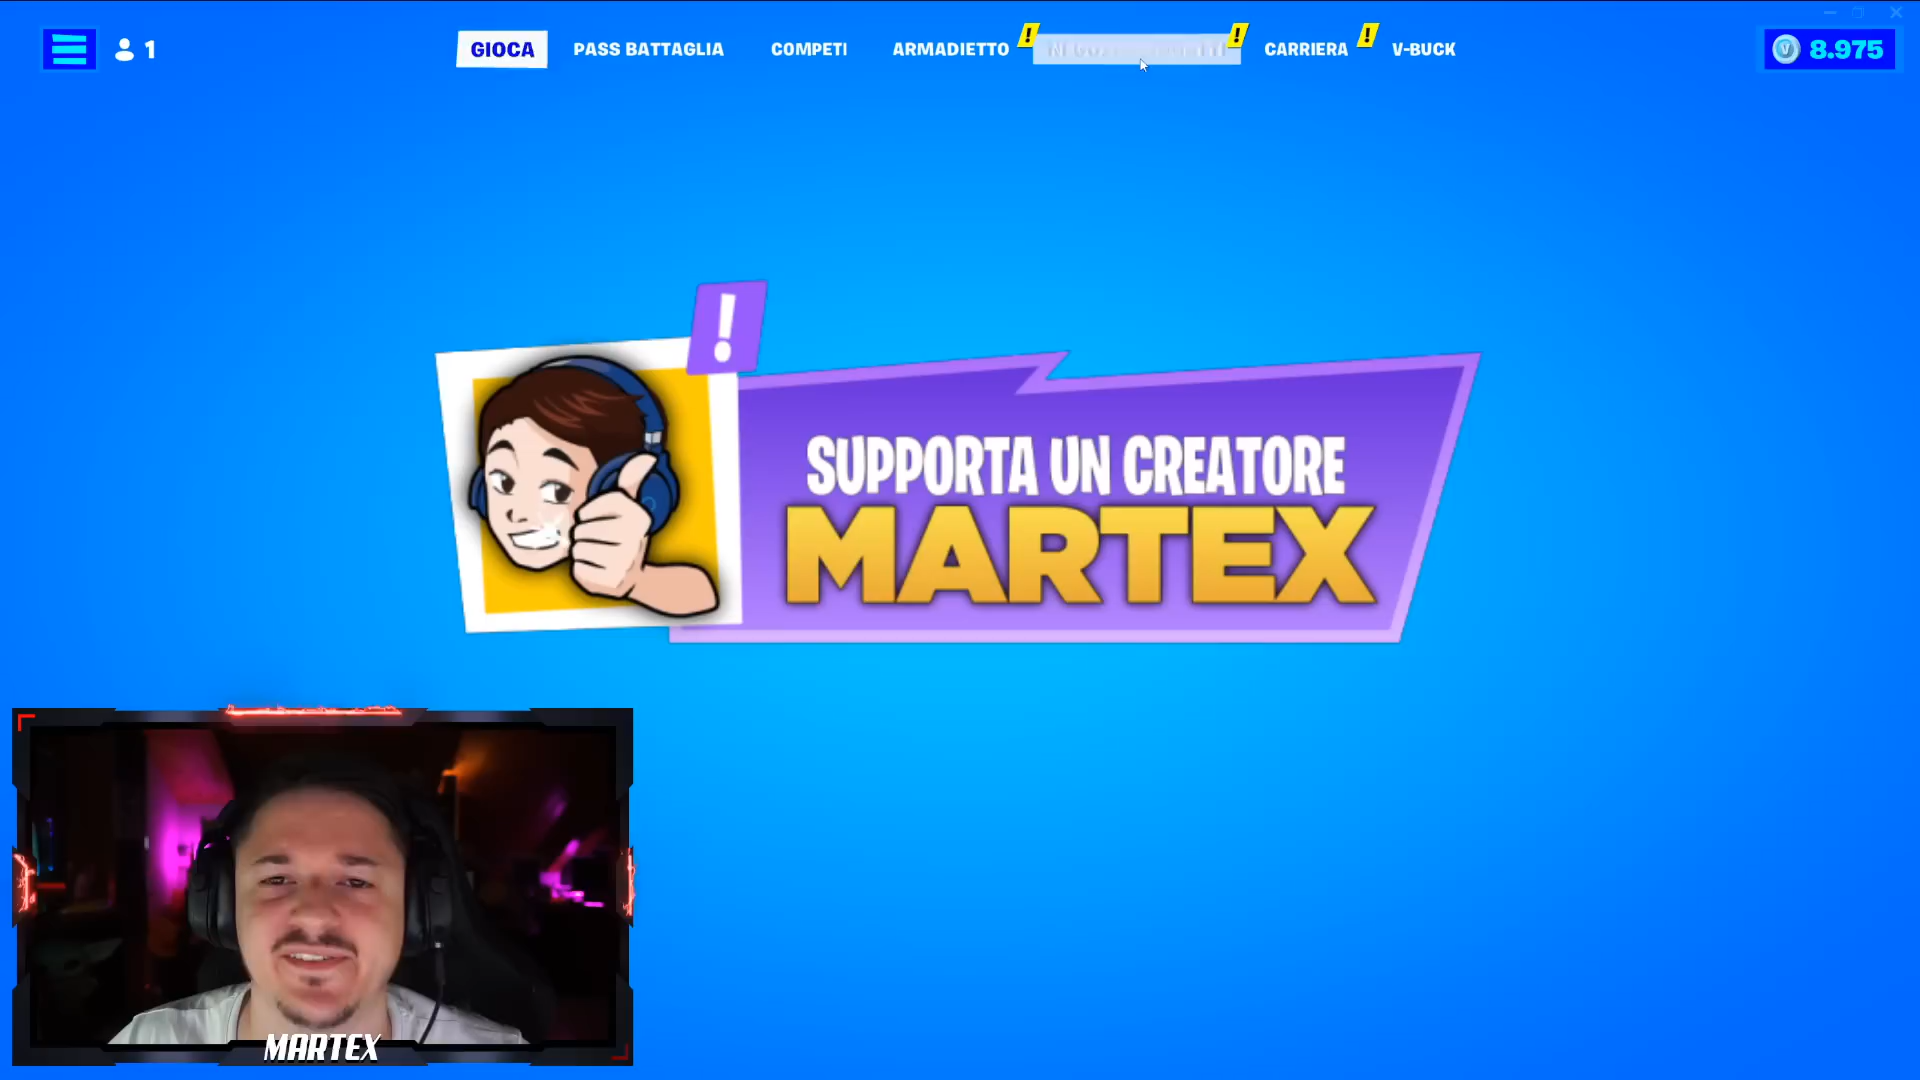 1
GIOCA
PASS BATTAGLIA
COMPETI
ARMADIETTO
!
!
CARRIERA
!
V-BUCK
V
8.975
!
SUPPORTA UN CREATORE
MARTEX
MARTEX